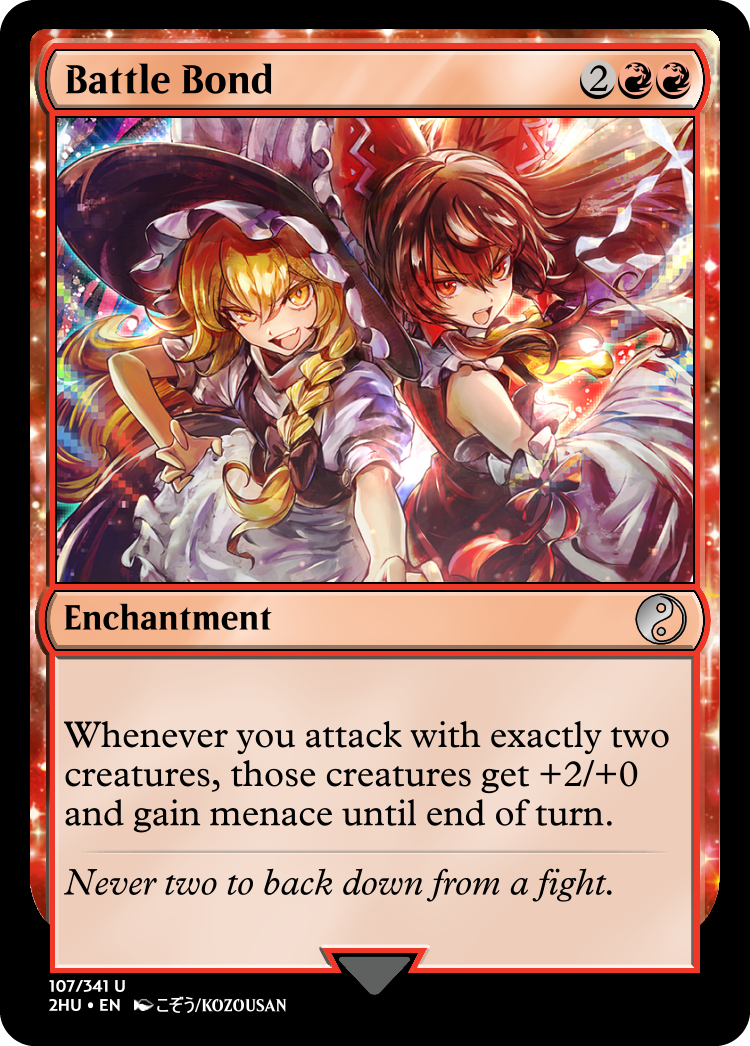 Battle Bond 2
Enchantment
Whenever you attack with exactly two
creatures, those creatures get +2/+0
and gain menace until end of turn.
Never two to back down from a fight.
107/341 U
2HU • EN こぞう/KOZOUSAN